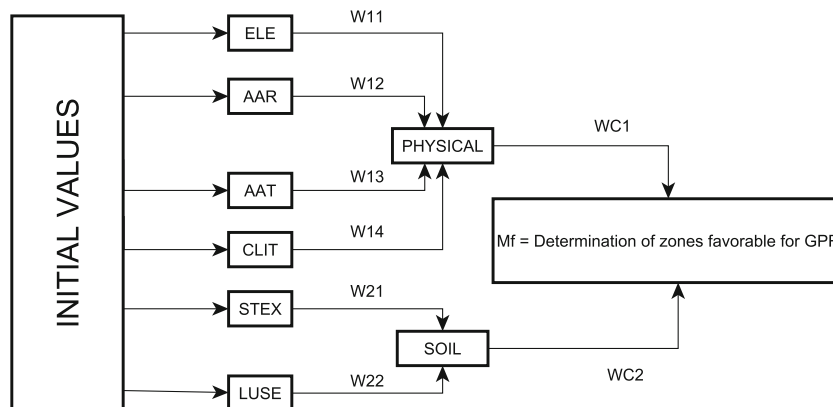 INITIAL VALUES
ELE
W11
AAR
W12
PHYSICAL
WC1
AAT
W13
CLIT
W14
Mf = Determination of zones favorable for GPF
STEX
W21
SOIL
WC2
LUSE
W22